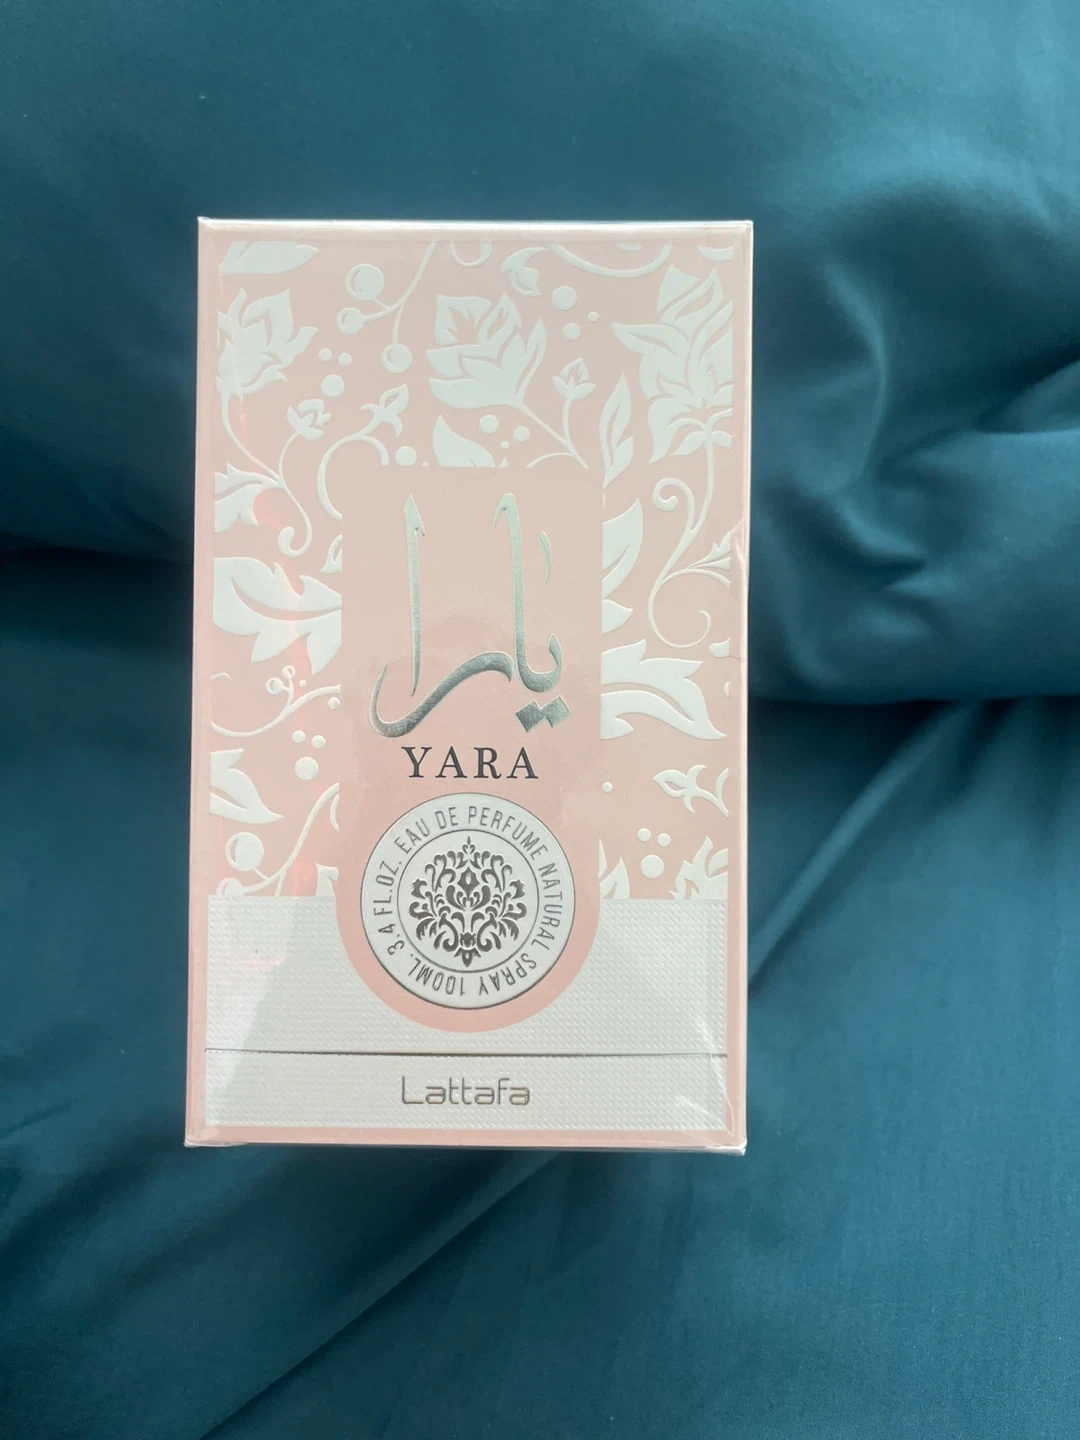 يارا
YARA
EAU DE PERFUME NATURAL SPRAY 100ML. 3.4 FL.OZ.
Lattafa